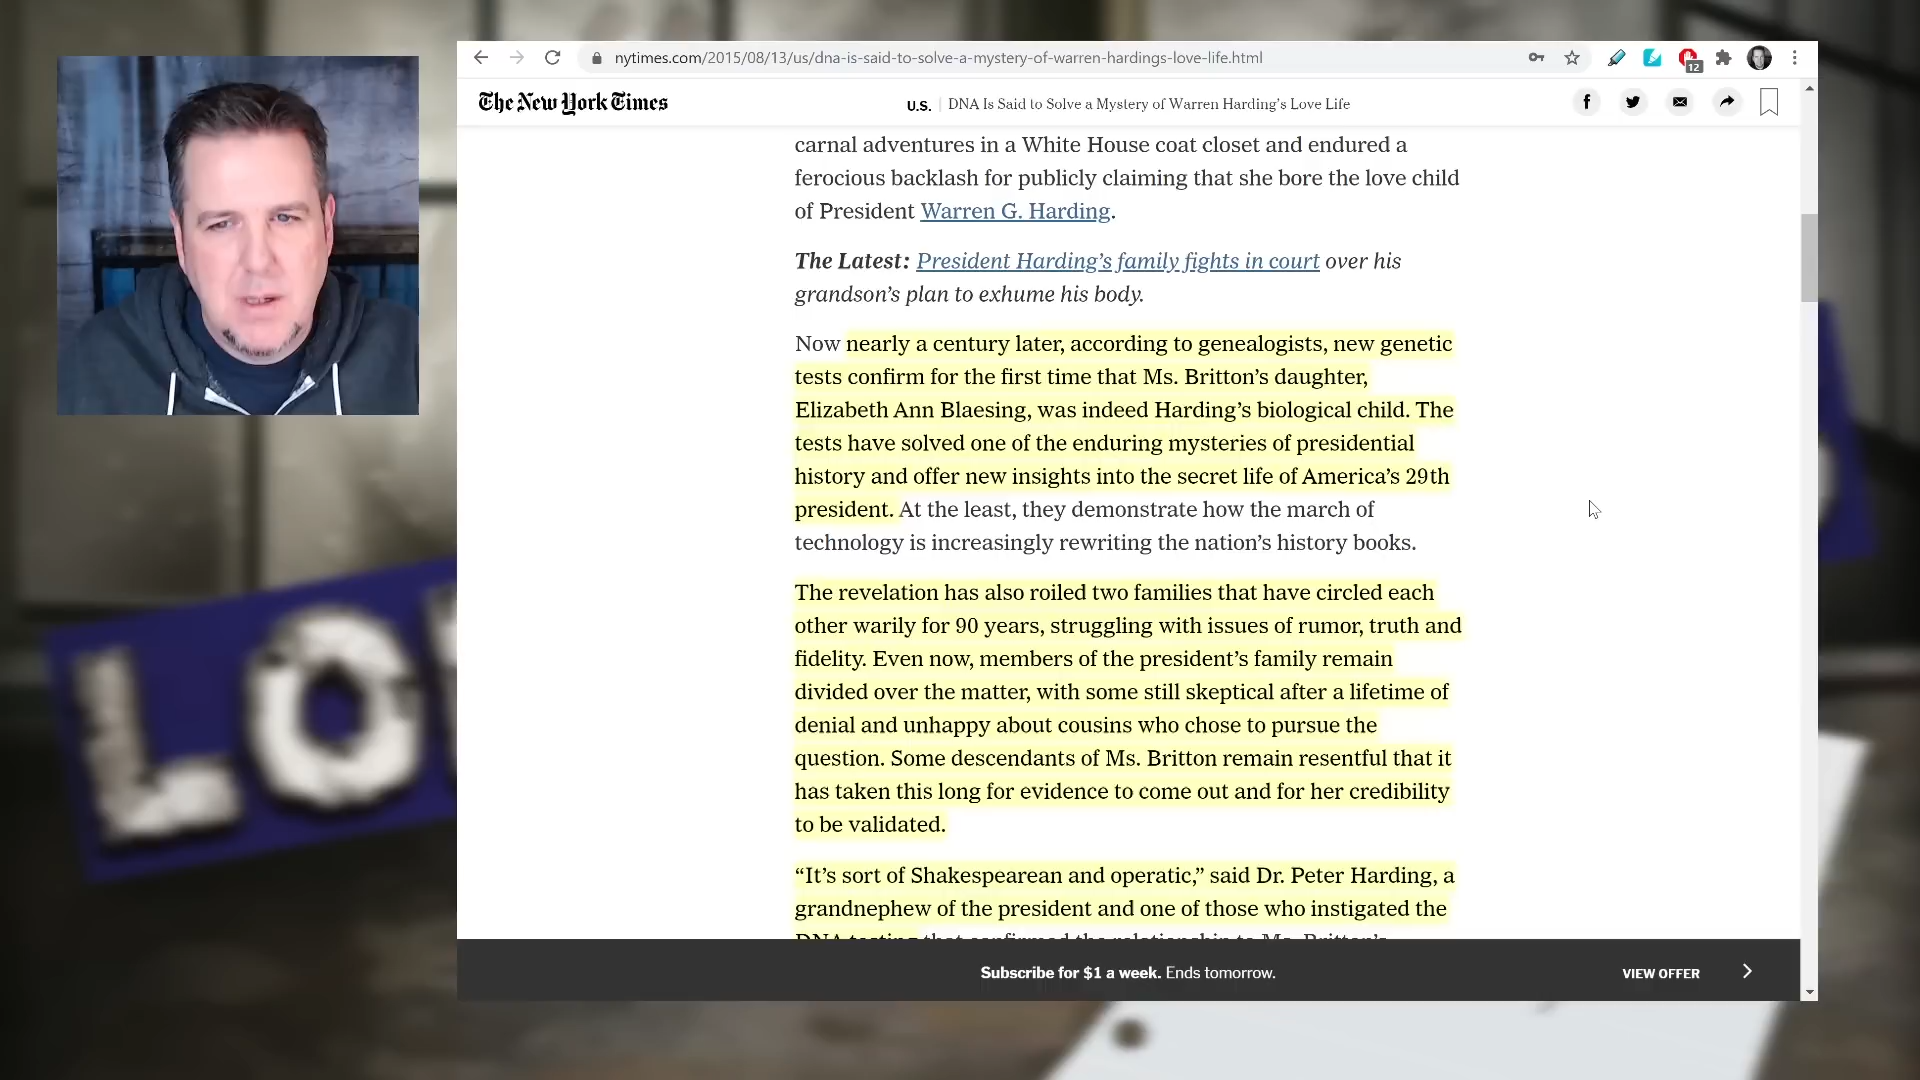 nytimes.com/2015/08/13/us/dna-is-said-to-solve-a-mystery-of-warren-hardings-love-life.html
12
The New York Times
U.S. | DNA Is Said to Solve a Mystery of Warren Harding’s Love Life
carnal adventures in a White House coat closet and endured a
ferocious backlash for publicly claiming that she bore the love child
of President Warren G. Harding.
The Latest: President Harding’s family fights in court over his
grandson’s plan to exhume his body.
Now nearly a century later, according to genealogists, new genetic
tests confirm for the first time that Ms. Britton’s daughter,
Elizabeth Ann Blaesing, was indeed Harding’s biological child. The
tests have solved one of the enduring mysteries of presidential
history and offer new insights into the secret life of America’s 29th
president. At the least, they demonstrate how the march of
technology is increasingly rewriting the nation’s history books.
The revelation has also roiled two families that have circled each
other warily for 90 years, struggling with issues of rumor, truth and
fidelity. Even now, members of the president’s family remain
divided over the matter, with some still skeptical after a lifetime of
denial and unhappy about cousins who chose to pursue the
question. Some descendants of Ms. Britton remain resentful that it
has taken this long for evidence to come out and for her credibility
to be validated.
“It’s sort of Shakespearean and operatic,” said Dr. Peter Harding, a
grandnephew of the president and one of those who instigated the
DNA testing that confirmed the relationship to Ms. Britton’s
Subscribe for $1 a week. Ends tomorrow.
VIEW OFFER
LO